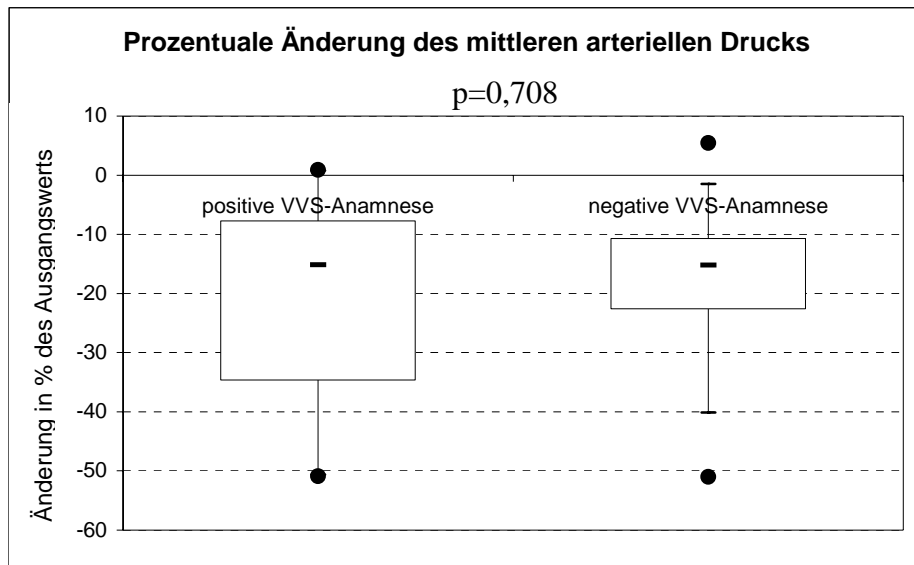 Prozentuale Änderung des mittleren arteriellen Drucks
p=0,708
Änderung in % des Ausgangswerts
10
0
-10
-20
-30
-40
-50
-60
positive VVS-Anamnese
negative VVS-Anamnese